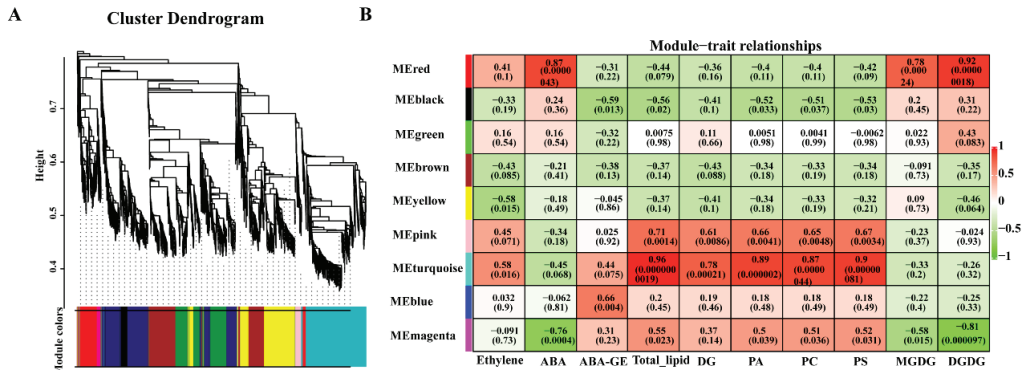 A
Cluster Dendrogram
Height
0.7
0.6
0.5
0.4
Module colors
B
Module−trait relationships
MEred
0.41 0.87 −0.31 −0.44 −0.36 −0.4 −0.4 −0.42 0.78 0.92
(0.1) (0.0000 043) (0.22) (0.079) (0.16) (0.11) (0.11) (0.09) (0.000 24) (0.0000 0018)
MEblack
−0.33 0.24 −0.59 −0.56 −0.41 −0.52 −0.51 −0.53 0.2 0.31
(0.19) (0.36) (0.013) (0.02) (0.1) (0.033) (0.037) (0.03) (0.45) (0.22)
MEgreen
0.16 0.16 −0.32 0.0075 0.11 0.0051 0.0041 −0.0062 0.022 0.43
(0.54) (0.54) (0.22) (0.98) (0.66) (0.98) (0.99) (0.98) (0.93) (0.083)
MEbrown
−0.43 −0.21 −0.38 −0.37 −0.43 −0.34 −0.33 −0.34 −0.091 −0.35
(0.085) (0.41) (0.13) (0.14) (0.088) (0.18) (0.19) (0.18) (0.73) (0.17)
MEyellow
−0.58 −0.18 −0.045 −0.37 −0.41 −0.34 −0.33 −0.32 0.09 −0.46
(0.015) (0.49) (0.86) (0.14) (0.1) (0.18) (0.19) (0.21) (0.73) (0.064)
MEpink
0.45 −0.34 0.025 0.71 0.61 0.66 0.65 0.67 −0.23 −0.024
(0.071) (0.18) (0.92) (0.0014) (0.0086) (0.0041) (0.0048) (0.0034) (0.37) (0.93)
MEturquoise
0.58 −0.45 0.44 0.96 0.78 0.89 0.87 0.9 −0.33 −0.26
(0.016) (0.068) (0.075) (0.000000 0019) (0.00021) (0.000002) (0.0000 044) (0.00000 081) (0.2) (0.32)
MEblue
0.032 −0.062 0.66 0.2 0.19 0.18 0.18 0.18 −0.22 −0.25
(0.9) (0.81) (0.004) (0.45) (0.46) (0.48) (0.49) (0.49) (0.4) (0.33)
MEmagenta
−0.091 −0.76 0.31 0.55 0.37 0.5 0.51 0.52 −0.58 −0.81
(0.73) (0.0004) (0.23) (0.023) (0.14) (0.039) (0.036) (0.031) (0.015) (0.000097)
Ethylene ABA ABA-GE Total_lipid DG PA PC PS MGDG DGDG
1
0.5
0
−0.5
−1